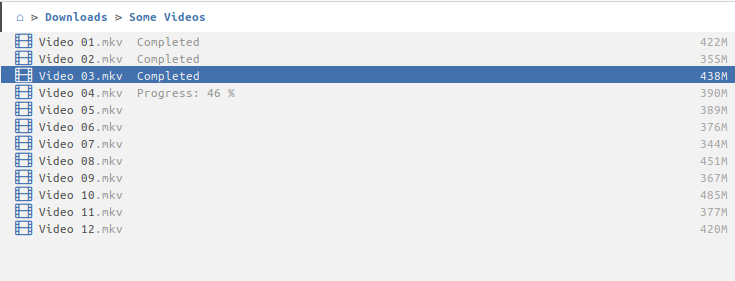 ⌂ > Downloads > Some Videos
Video 01.mkv Completed 422M
Video 02.mkv Completed 355M
Video 03.mkv Completed 438M
Video 04.mkv Progress: 46 % 390M
Video 05.mkv 389M
Video 06.mkv 376M
Video 07.mkv 344M
Video 08.mkv 451M
Video 09.mkv 367M
Video 10.mkv 485M
Video 11.mkv 377M
Video 12.mkv 420M